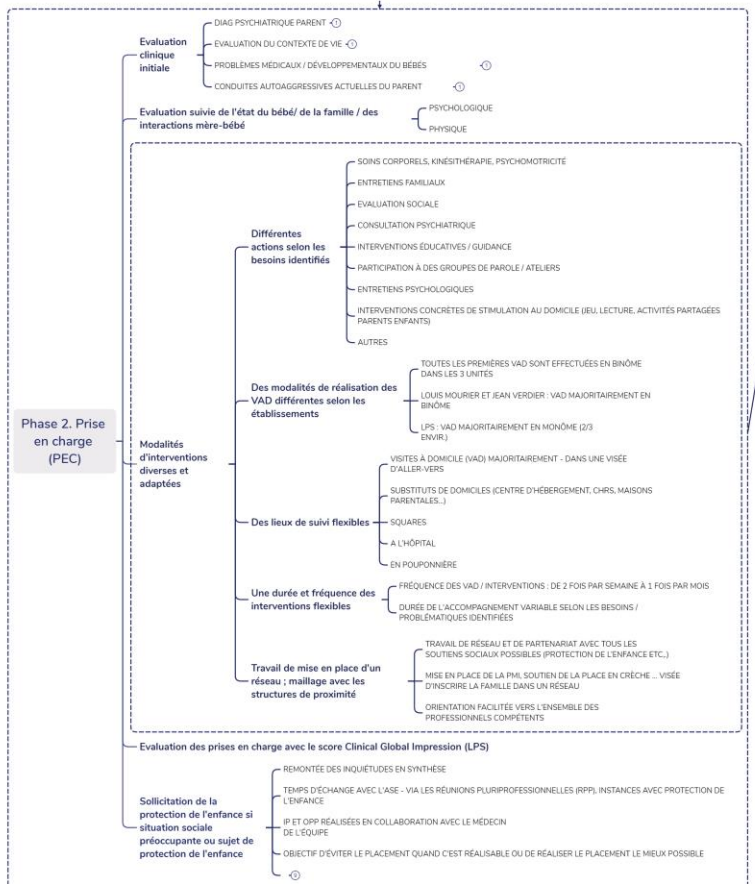 Phase 2. Prise
en charge
(PEC)
Evaluation
clinique
initiale
DIAG PSYCHIATRIQUE PARENT 1
EVALUATION DU CONTEXTE DE VIE 1
PROBLÈMES MÉDICAUX / DÉVELOPPEMENTAUX DU BÉBÉS 1
CONDUITES AUTOAGGRESSIVES ACTUELLES DU PARENT 1
Evaluation suivie de l'état du bébé/ de la famille / des
interactions mère-bébé
PSYCHOLOGIQUE
PHYSIQUE
Modalités
d'interventions
diverses et
adaptées
Différentes
actions selon les
besoins identifiés
SOINS CORPORELS, KINÉSITHÉRAPIE, PSYCHOMOTRICITÉ
ENTRETIENS FAMILIAUX
EVALUATION SOCIALE
CONSULTATION PSYCHIATRIQUE
INTERVENTIONS ÉDUCATIVES / GUIDANCE
PARTICIPATION À DES GROUPES DE PAROLE / ATELIERS
ENTRETIENS PSYCHOLOGIQUES
INTERVENTIONS CONCRÈTES DE STIMULATION AU DOMICILE (JEU, LECTURE, ACTIVITÉS PARTAGÉES
PARENTS ENFANTS)
AUTRES
Des modalités de réalisation des
VAD différentes selon les
établissements
TOUTES LES PREMIÈRES VAD SONT EFFECTUÉES EN BINÔME
DANS LES 3 UNITÉS
LOUIS MOURIER ET JEAN VERDIER : VAD MAJORITAIREMENT EN
BINÔME
LPS : VAD MAJORITAIREMENT EN MONÔME (2/3
ENVIR.)
Des lieux de suivi flexibles
VISITES À DOMICILE (VAD) MAJORITAIREMENT - DANS UNE VISÉE
D'ALLER-VERS
SUBSTITUTS DE DOMICILES (CENTRE D'HÉBERGEMENT, CHRS, MAISONS
PARENTALES...)
SQUARES
A L'HÔPITAL
EN POUPONNIÈRE
Une durée et fréquence des
interventions flexibles
FRÉQUENCE DES VAD / INTERVENTIONS : DE 2 FOIS PAR SEMAINE À 1 FOIS PAR MOIS
DURÉE DE L'ACCOMPAGNEMENT VARIABLE SELON LES BESOINS /
PROBLÉMATIQUES IDENTIFIÉES
Travail de mise en place d'un
réseau ; maillage avec les
structures de proximité
TRAVAIL DE RÉSEAU ET DE PARTENARIAT AVEC TOUS LES
SOUTIENS SOCIAUX POSSIBLES (PROTECTION DE L'ENFANCE ETC,.)
MISE EN PLACE DE LA PMI, SOUTIEN DE LA PLACE EN CRÈCHE ... VISÉE
D'INSCRIRE LA FAMILLE DANS UN RÉSEAU
ORIENTATION FACILITÉE VERS L'ENSEMBLE DES
PROFESSIONNELS COMPÉTENTS
Evaluation des prises en charge avec le score Clinical Global Impression (LPS)
Sollicitation de la
protection de l'enfance si
situation sociale
préoccupante ou sujet de
protection de l'enfance
REMONTÉE DES INQUIÉTUDES EN SYNTHÈSE
TEMPS D'ÉCHANGE AVEC L'ASE - VIA LES RÉUNIONS PLURIPROFESSIONNELLES (RPP), INSTANCES AVEC PROTECTION DE
L'ENFANCE
IP ET OPP RÉALISÉES EN COLLABORATION AVEC LE MÉDECIN
DE L'ÉQUIPE
OBJECTIF D'ÉVITER LE PLACEMENT QUAND C'EST RÉALISABLE OU DE RÉALISER LE PLACEMENT LE MIEUX POSSIBLE